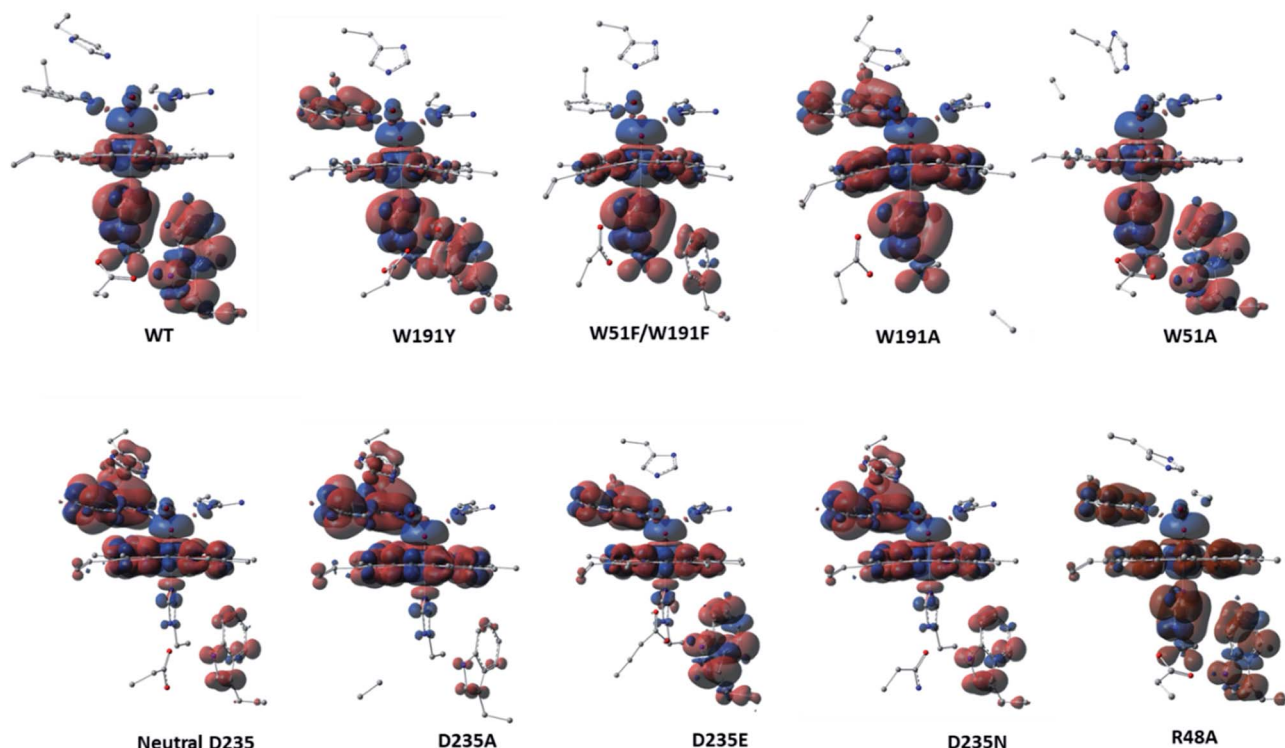 WT
W191Y
W51F/W191F
W191A
W51A
Neutral D235
D235A
D235E
D235N
R48A